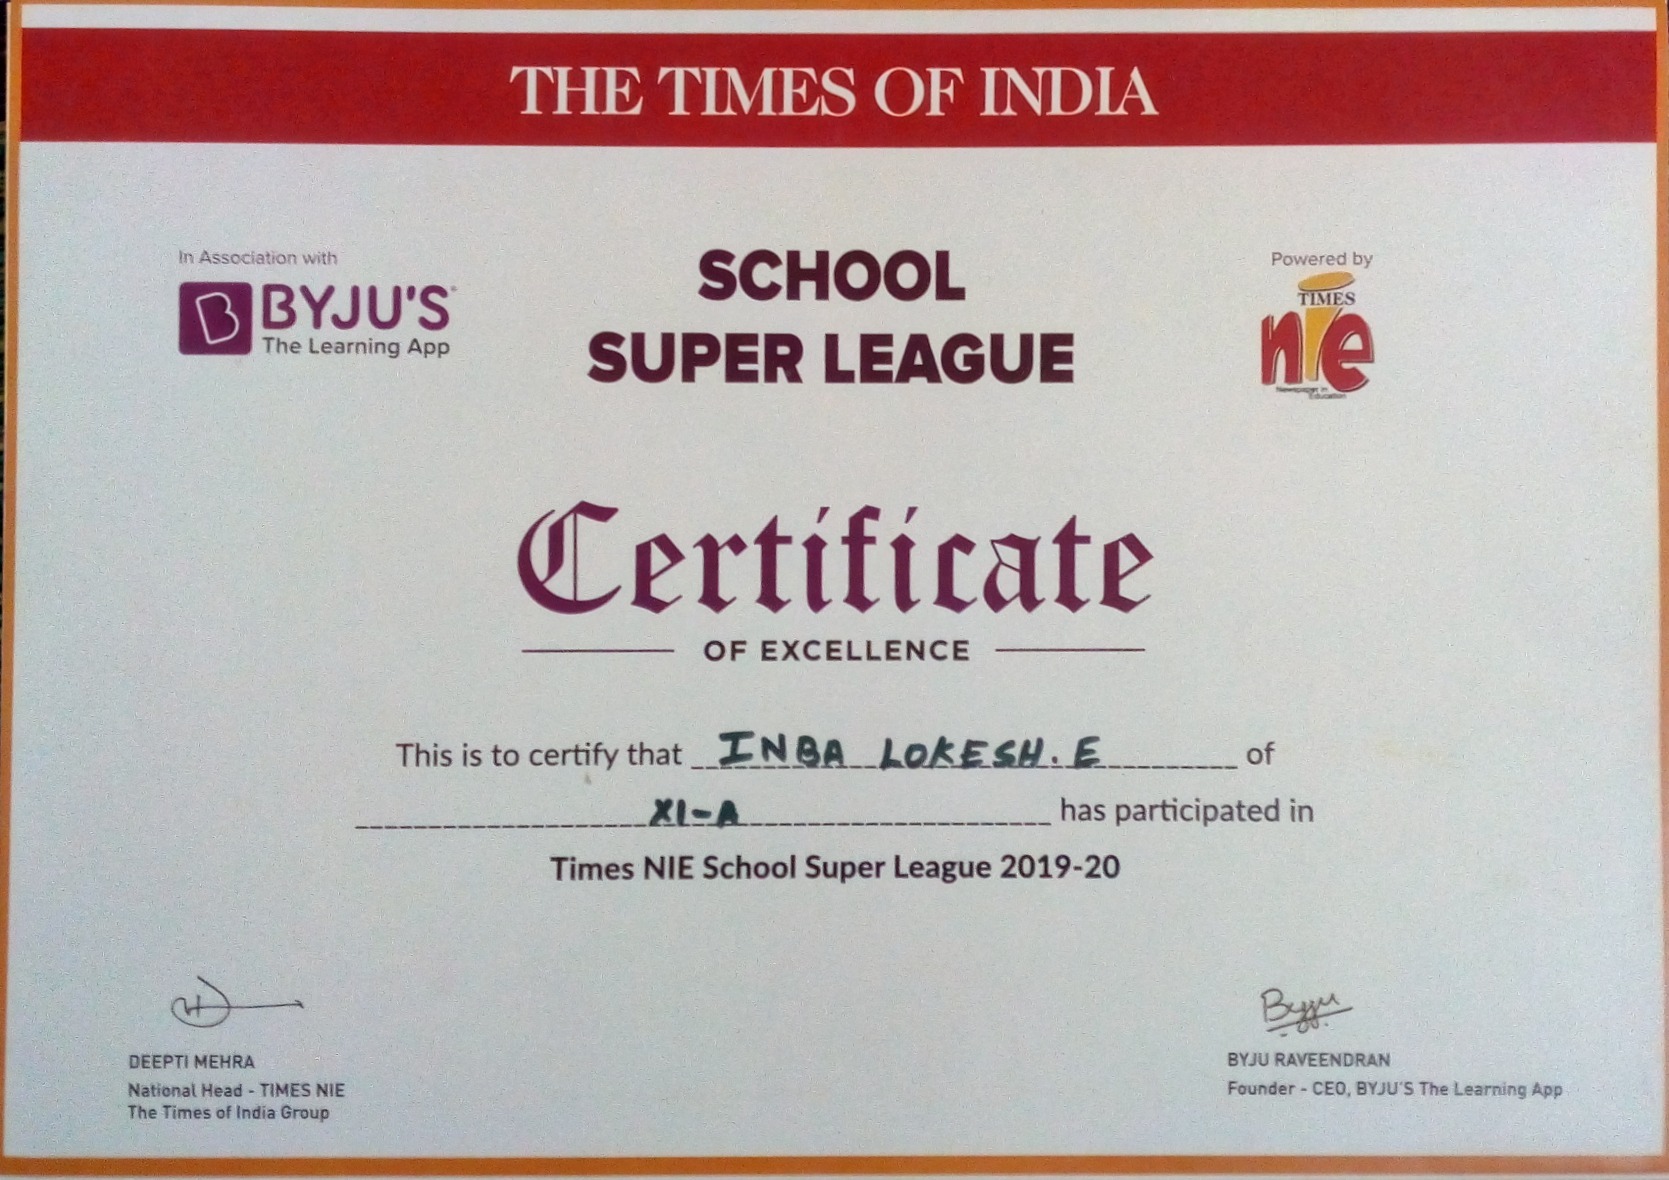 THE TIMES OF INDIA
In Association with
BYJU'S
The Learning App
SCHOOL
SUPER LEAGUE
Powered by
TIMES
nie
Newspaper in
Education
Certificate
OF EXCELLENCE
This is to certify that INBA LOKESH. E of
XI-A has participated in
Times NIE School Super League 2019-20
DEEPTI MEHRA
National Head - TIMES NIE
The Times of India Group
Byju
BYJU RAVEENDRAN
Founder - CEO, BYJU'S The Learning App